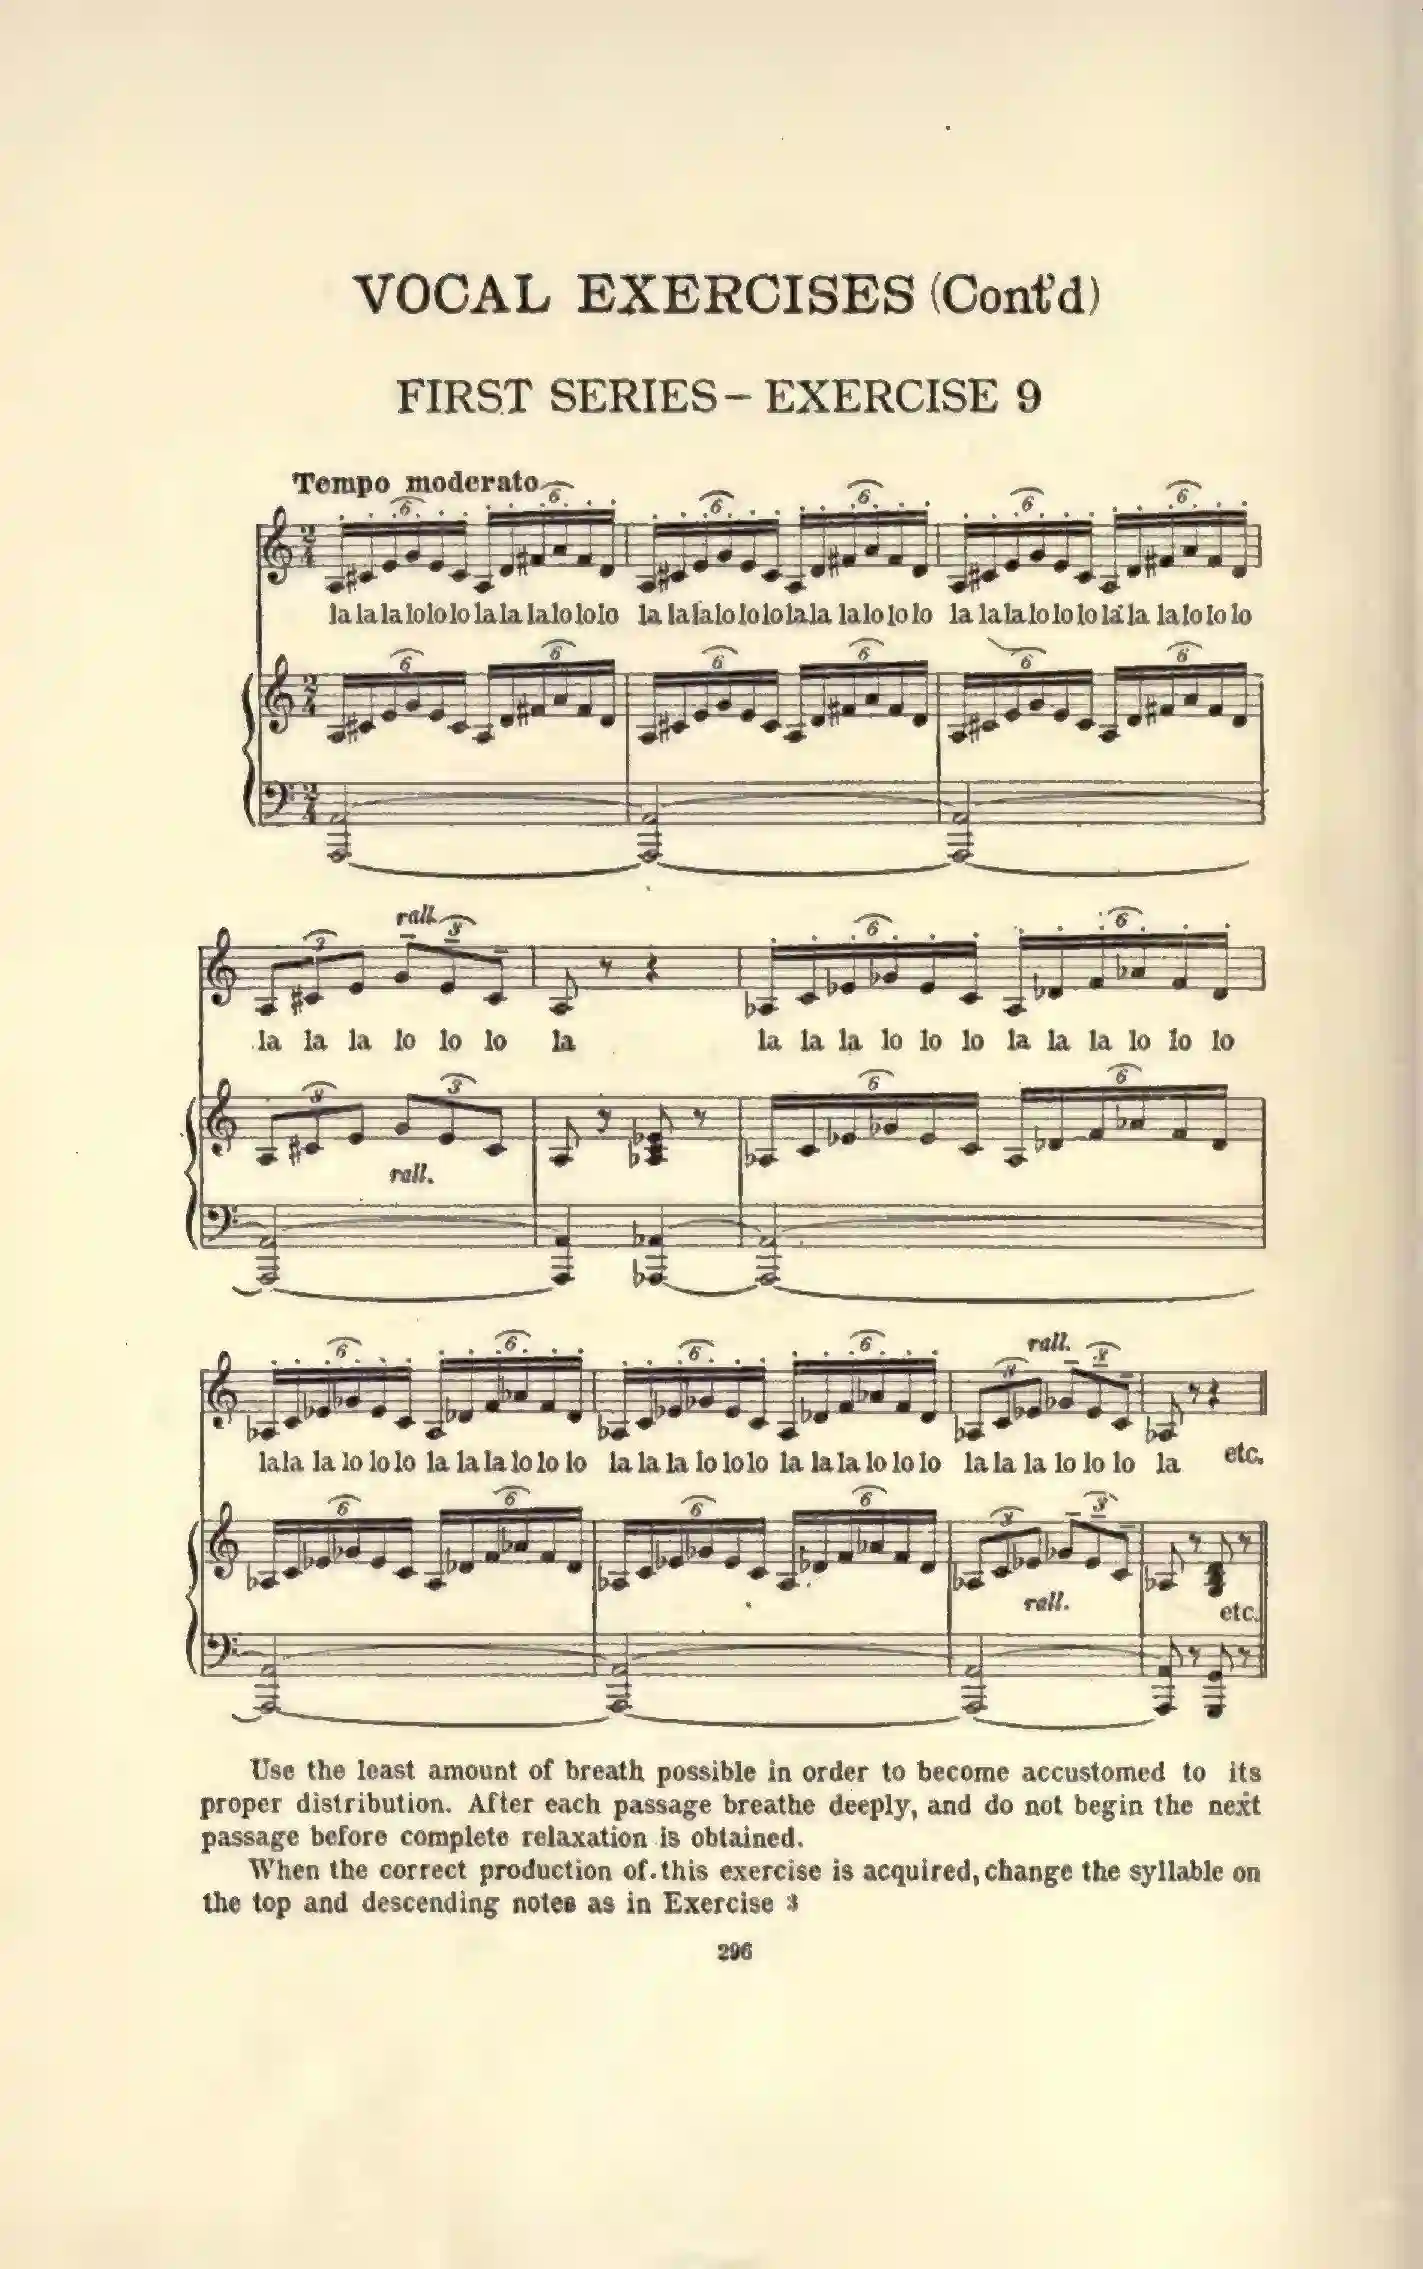 VOCAL EXERCISES (Cont'd)
FIRST SERIES – EXERCISE 9
Tempo moderato
6 6 6 6 6 6
la la la lo lo lo la la la lo lo lo la la la lo lo lo la la la lo lo lo la la la lo lo lo la la la lo lo lo
6 6 6 6 6 6
rall.
3 3 6 6
la la la lo lo lo la la la la lo lo lo la la la lo lo lo
3 3 6 6
rall.
rall.
6 6 6 6 3 3
la la la lo lo lo la la la lo lo lo la la la lo lo lo la la la lo lo lo la la la lo lo lo la etc.
6 6 6 6 3 3
rall. etc.
Use the least amount of breath possible in order to become accustomed to its
proper distribution. After each passage breathe deeply, and do not begin the next
passage before complete relaxation is obtained.
When the correct production of this exercise is acquired, change the syllable on
the top and descending notes as in Exercise 3
296